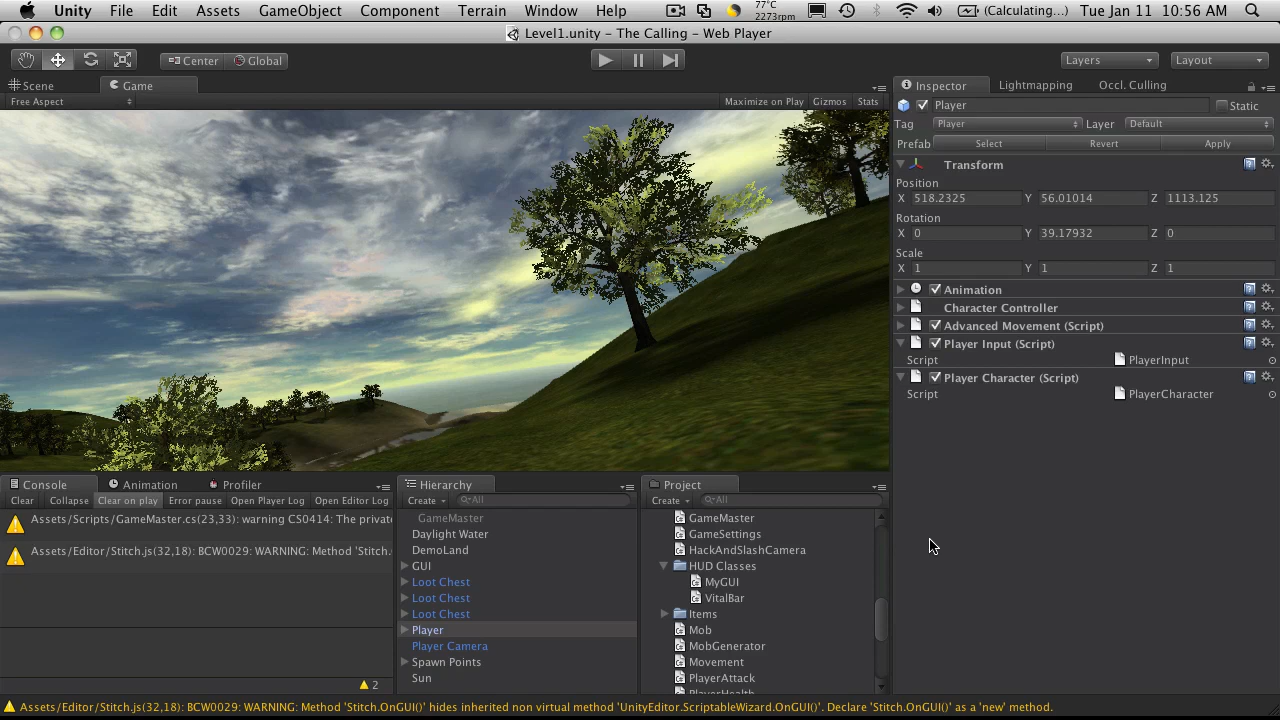 Unity File Edit Assets GameObject Component Terrain Window Help 77°C 2273rpm (Calculating...) Tue Jan 11 10:56 AM
Level1.unity – The Calling – Web Player
Center Global Layers Layout
Scene Game
Free Aspect Maximize on Play Gizmos Stats
Inspector Lightmapping Occl. Culling
Player Static
Tag Player Layer Default
Prefab Select Revert Apply
Transform
Position
X 518.2325 Y 56.01014 Z 1113.125
Rotation
X 0 Y 39.17932 Z 0
Scale
X 1 Y 1 Z 1
Animation
Character Controller
Advanced Movement (Script)
Player Input (Script)
Script PlayerInput
Player Character (Script)
Script PlayerCharacter
Console Animation Profiler
Clear Collapse Clear on play Error pause Open Player Log Open Editor Log
Assets/Scripts/GameMaster.cs(23,33): warning CS0414: The private
Assets/Editor/Stitch.js(32,18): BCW0029: WARNING: Method 'Stitch.
2
Hierarchy
Create All
GameMaster
Daylight Water
DemoLand
GUI
Loot Chest
Loot Chest
Loot Chest
Player
Player Camera
Spawn Points
Sun
Project
Create All
GameMaster
GameSettings
HackAndSlashCamera
HUD Classes
MyGUI
VitalBar
Items
Mob
MobGenerator
Movement
PlayerAttack
PlayerHealth
Assets/Editor/Stitch.js(32,18): BCW0029: WARNING: Method 'Stitch.OnGUI()' hides inherited non virtual method 'UnityEditor.ScriptableWizard.OnGUI()'. Declare 'Stitch.OnGUI()' as a 'new' method.